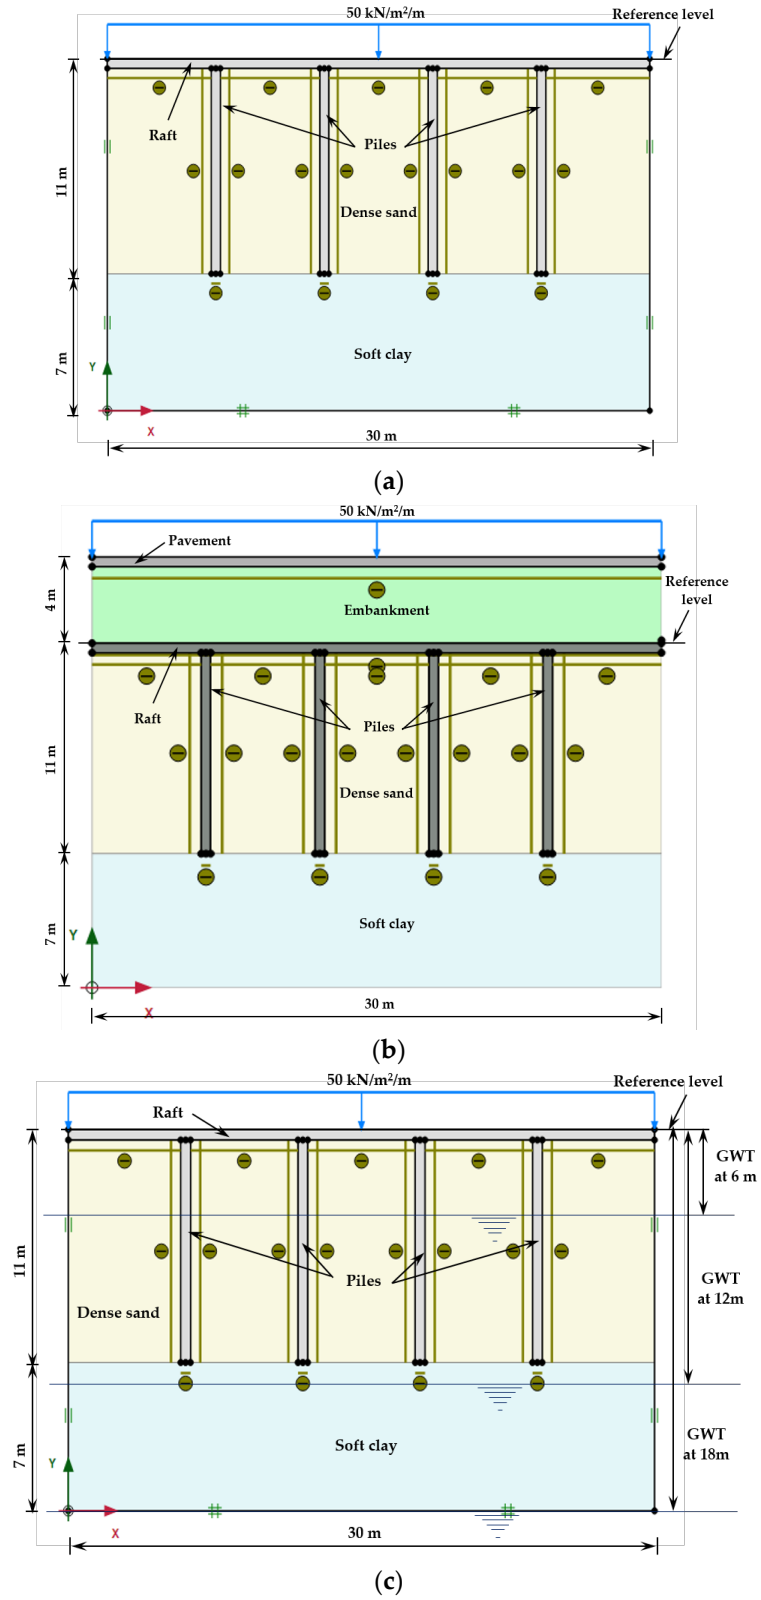 50 kN/m²/m
Reference level
Raft
Piles
11 m
Dense sand
Soft clay
7 m
Y
X
30 m
(a)
50 kN/m²/m
Pavement
4 m
Embankment
Reference
level
Raft
Piles
11 m
Dense sand
Soft clay
7 m
Y
X
30 m
(b)
50 kN/m²/m
Reference level
Raft
GWT
at 6 m
11 m
Piles
GWT
at 12m
Dense sand
Soft clay
GWT
at 18m
7 m
Y
X
30 m
(c)